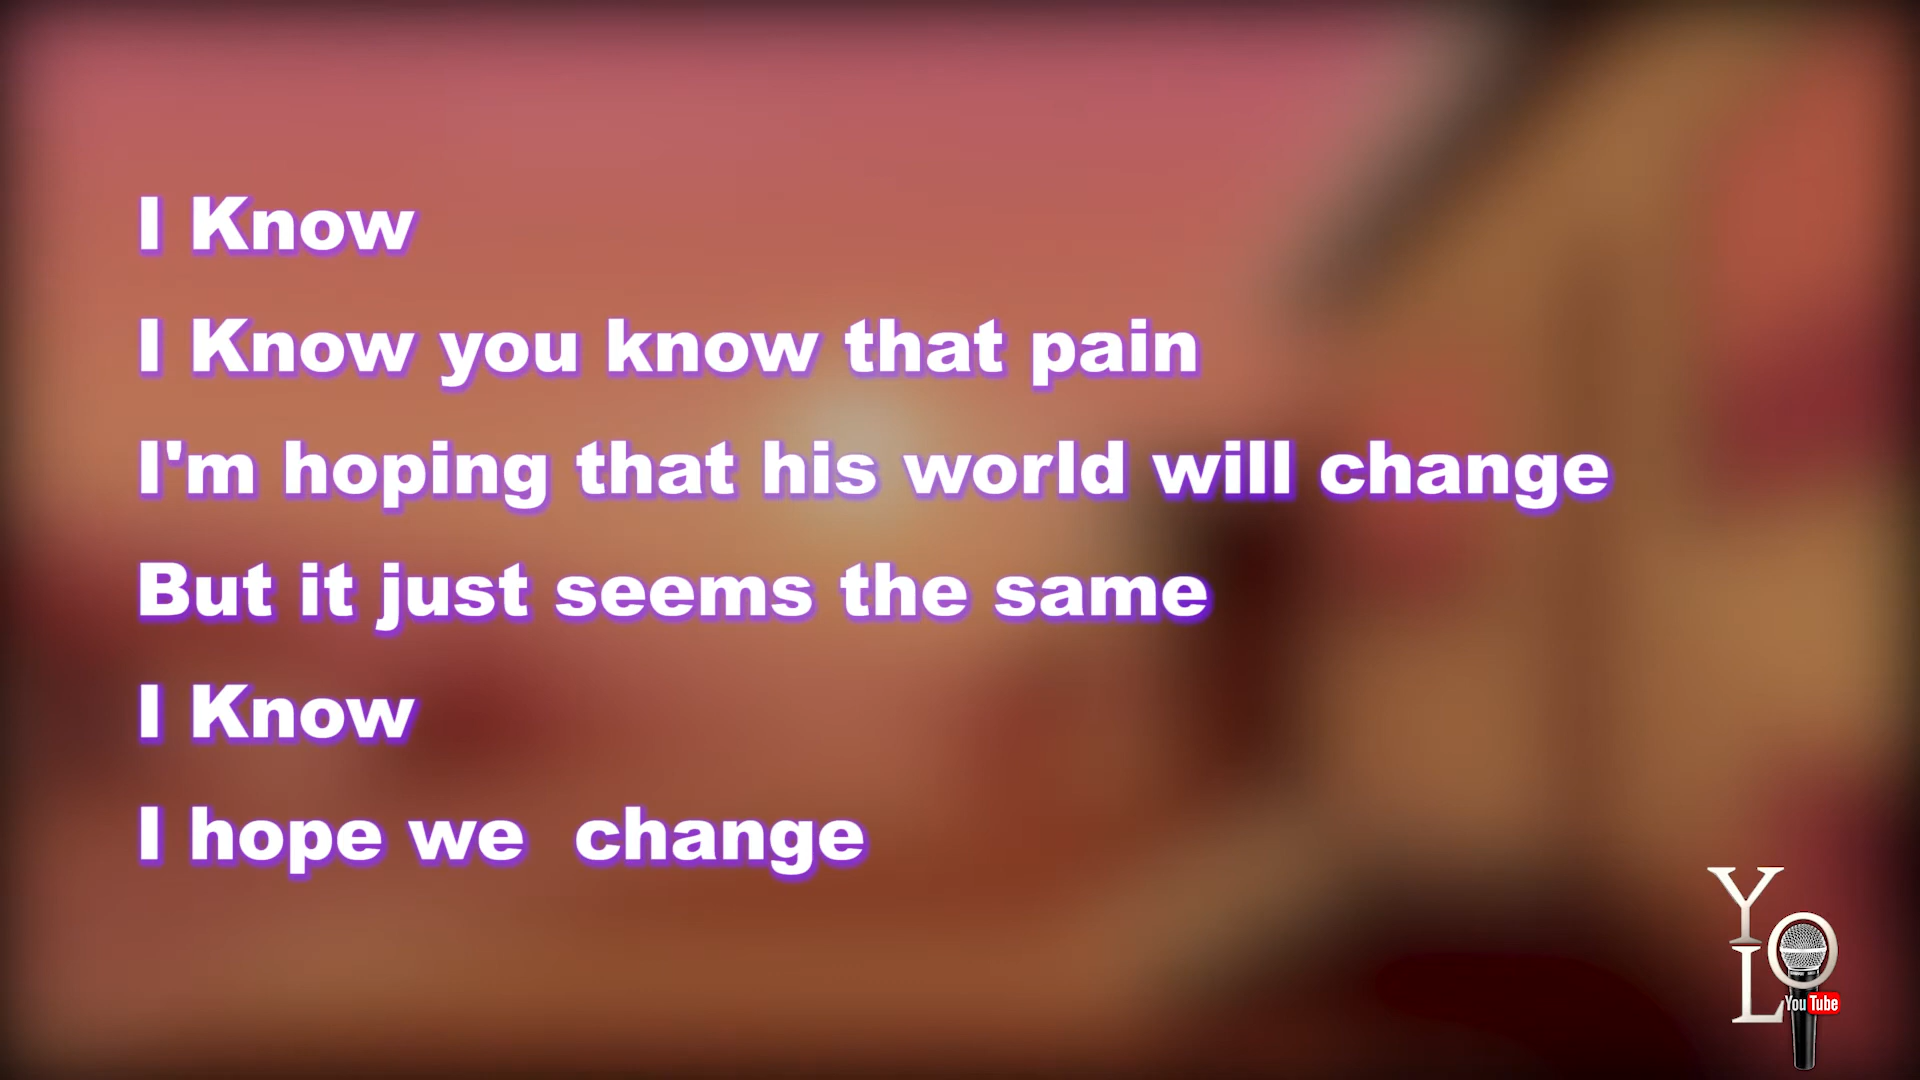 I Know
I Know you know that pain
I'm hoping that his world will change
But it just seems the same
I Know
I hope we  change
YOL
YouTube